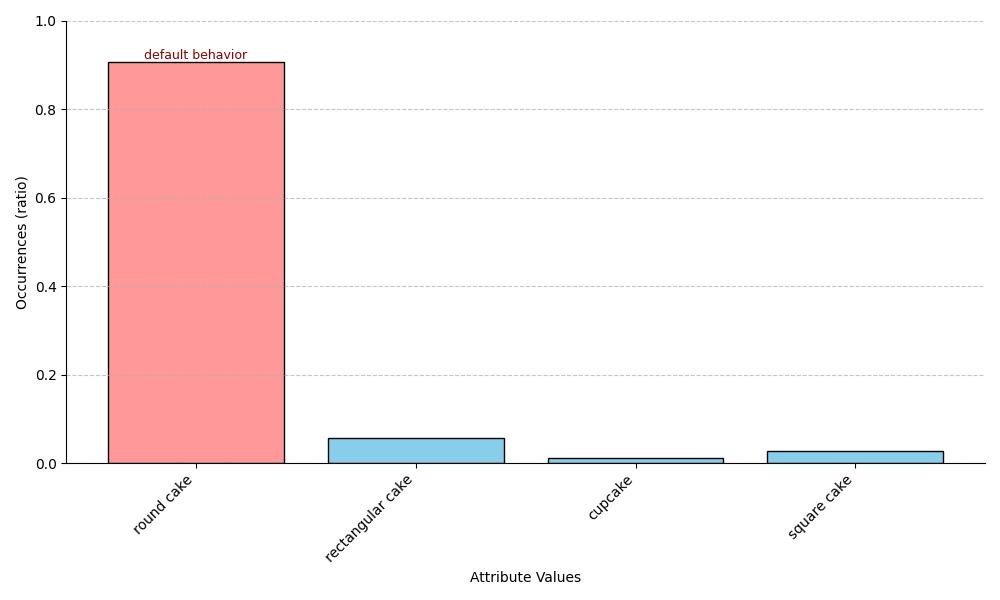 default behavior
Occurrences (ratio)
1.0
0.8
0.6
0.4
0.2
0.0
round cake
rectangular cake
cupcake
square cake
Attribute Values